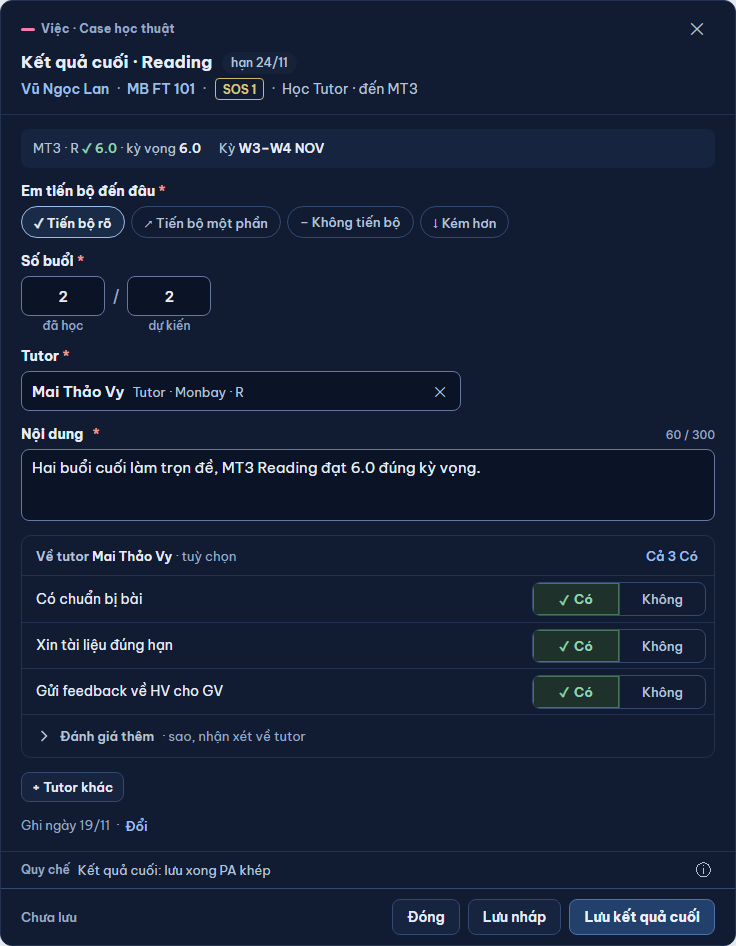 Việc · Case học thuật
Kết quả cuối · Reading hạn 24/11
Vũ Ngọc Lan · MB FT 101 · SOS 1 · Học Tutor · đến MT3
MT3 · R ✓ 6.0 · kỳ vọng 6.0 Kỳ W3–W4 NOV
Em tiến bộ đến đâu *
✓ Tiến bộ rõ ↗ Tiến bộ một phần – Không tiến bộ ↓ Kém hơn
Số buổi *
2 / 2
đã học dự kiến
Tutor *
Mai Thảo Vy Tutor · Monbay · R
Nội dung * 60 / 300
Hai buổi cuối làm trọn đề, MT3 Reading đạt 6.0 đúng kỳ vọng.
Về tutor Mai Thảo Vy · tuỳ chọn Cả 3 Có
Có chuẩn bị bài ✓ Có Không
Xin tài liệu đúng hạn ✓ Có Không
Gửi feedback về HV cho GV ✓ Có Không
Đánh giá thêm · sao, nhận xét về tutor
+ Tutor khác
Ghi ngày 19/11 · Đổi
Quy chế Kết quả cuối: lưu xong PA khép
Chưa lưu Đóng Lưu nháp Lưu kết quả cuối